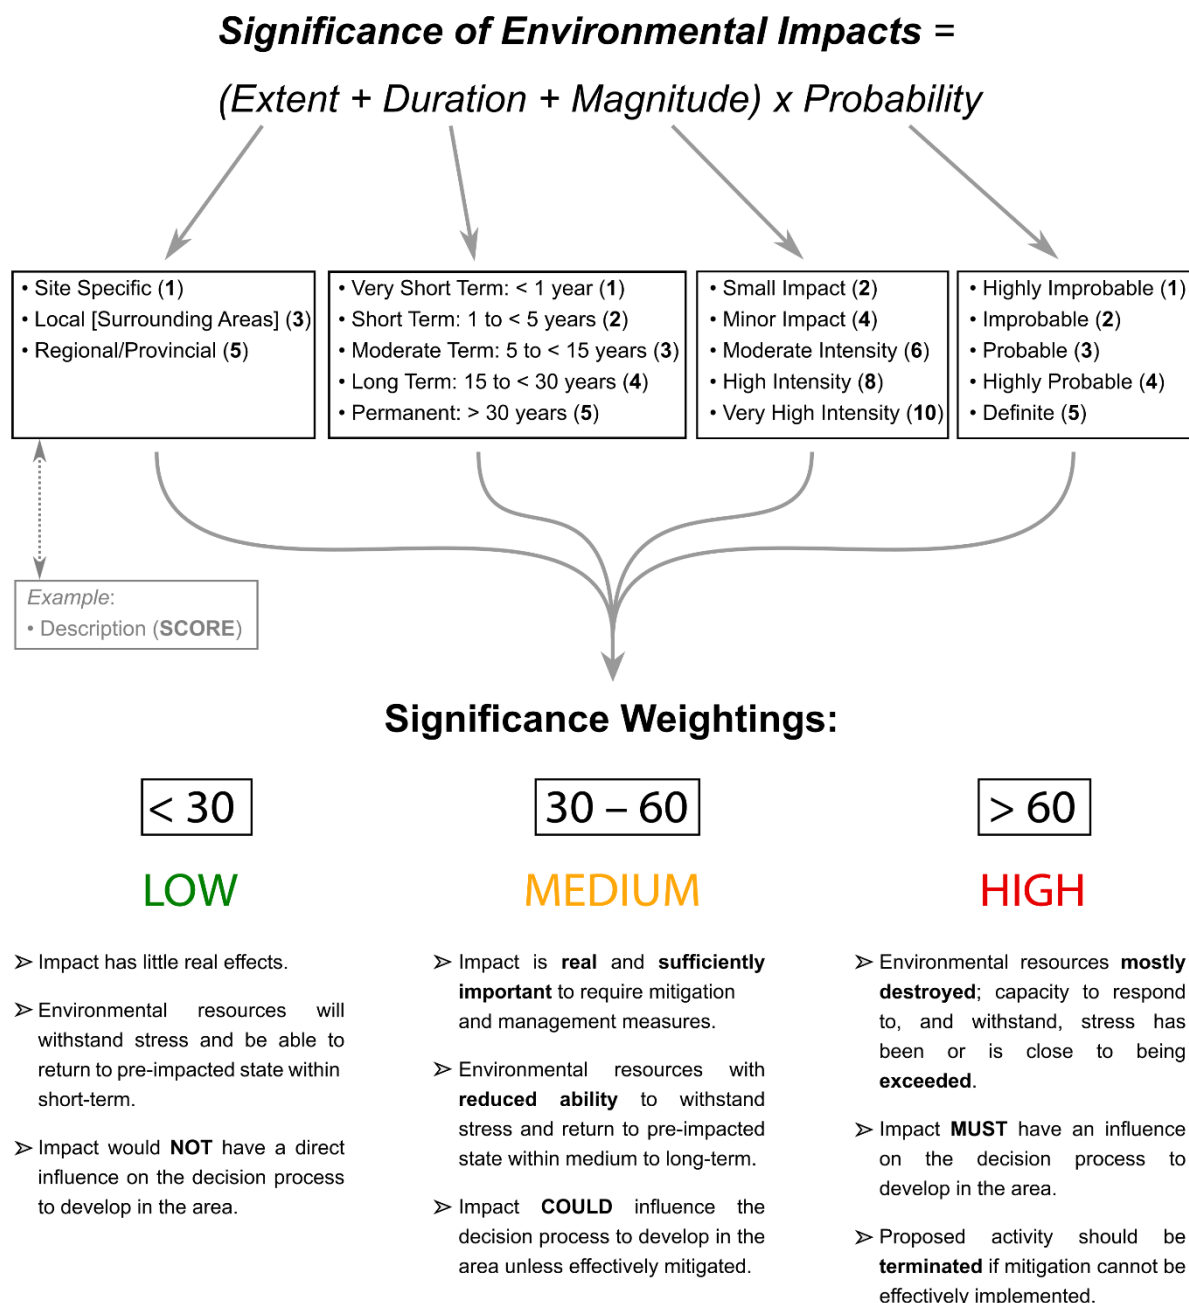 Significance of Environmental Impacts =
(Extent + Duration + Magnitude) x Probability
• Site Specific (1)
• Local [Surrounding Areas] (3)
• Regional/Provincial (5)
• Very Short Term: < 1 year (1)
• Short Term: 1 to < 5 years (2)
• Moderate Term: 5 to < 15 years (3)
• Long Term: 15 to < 30 years (4)
• Permanent: > 30 years (5)
• Small Impact (2)
• Minor Impact (4)
• Moderate Intensity (6)
• High Intensity (8)
• Very High Intensity (10)
• Highly Improbable (1)
• Improbable (2)
• Probable (3)
• Highly Probable (4)
• Definite (5)
Example:
• Description (SCORE)
Significance Weightings:
< 30
LOW
➢ Impact has little real effects.
➢ Environmental resources will
withstand stress and be able to
return to pre-impacted state within
short-term.
➢ Impact would NOT have a direct
influence on the decision process
to develop in the area.
30 – 60
MEDIUM
➢ Impact is real and sufficiently
important to require mitigation
and management measures.
➢ Environmental resources with
reduced ability to withstand
stress and return to pre-impacted
state within medium to long-term.
➢ Impact COULD influence the
decision process to develop in the
area unless effectively mitigated.
> 60
HIGH
➢ Environmental resources mostly
destroyed; capacity to respond
to, and withstand, stress has
been or is close to being
exceeded.
➢ Impact MUST have an influence
on the decision process to
develop in the area.
➢ Proposed activity should be
terminated if mitigation cannot be
effectively implemented.